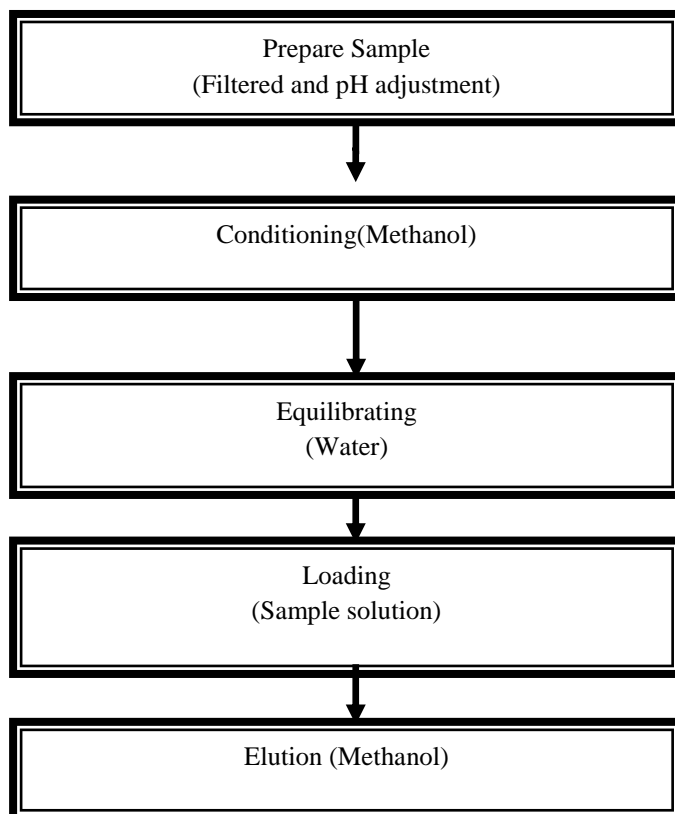 Prepare Sample
(Filtered and pH adjustment)
Conditioning(Methanol)
Equilibrating
(Water)
Loading
(Sample solution)
Elution (Methanol)